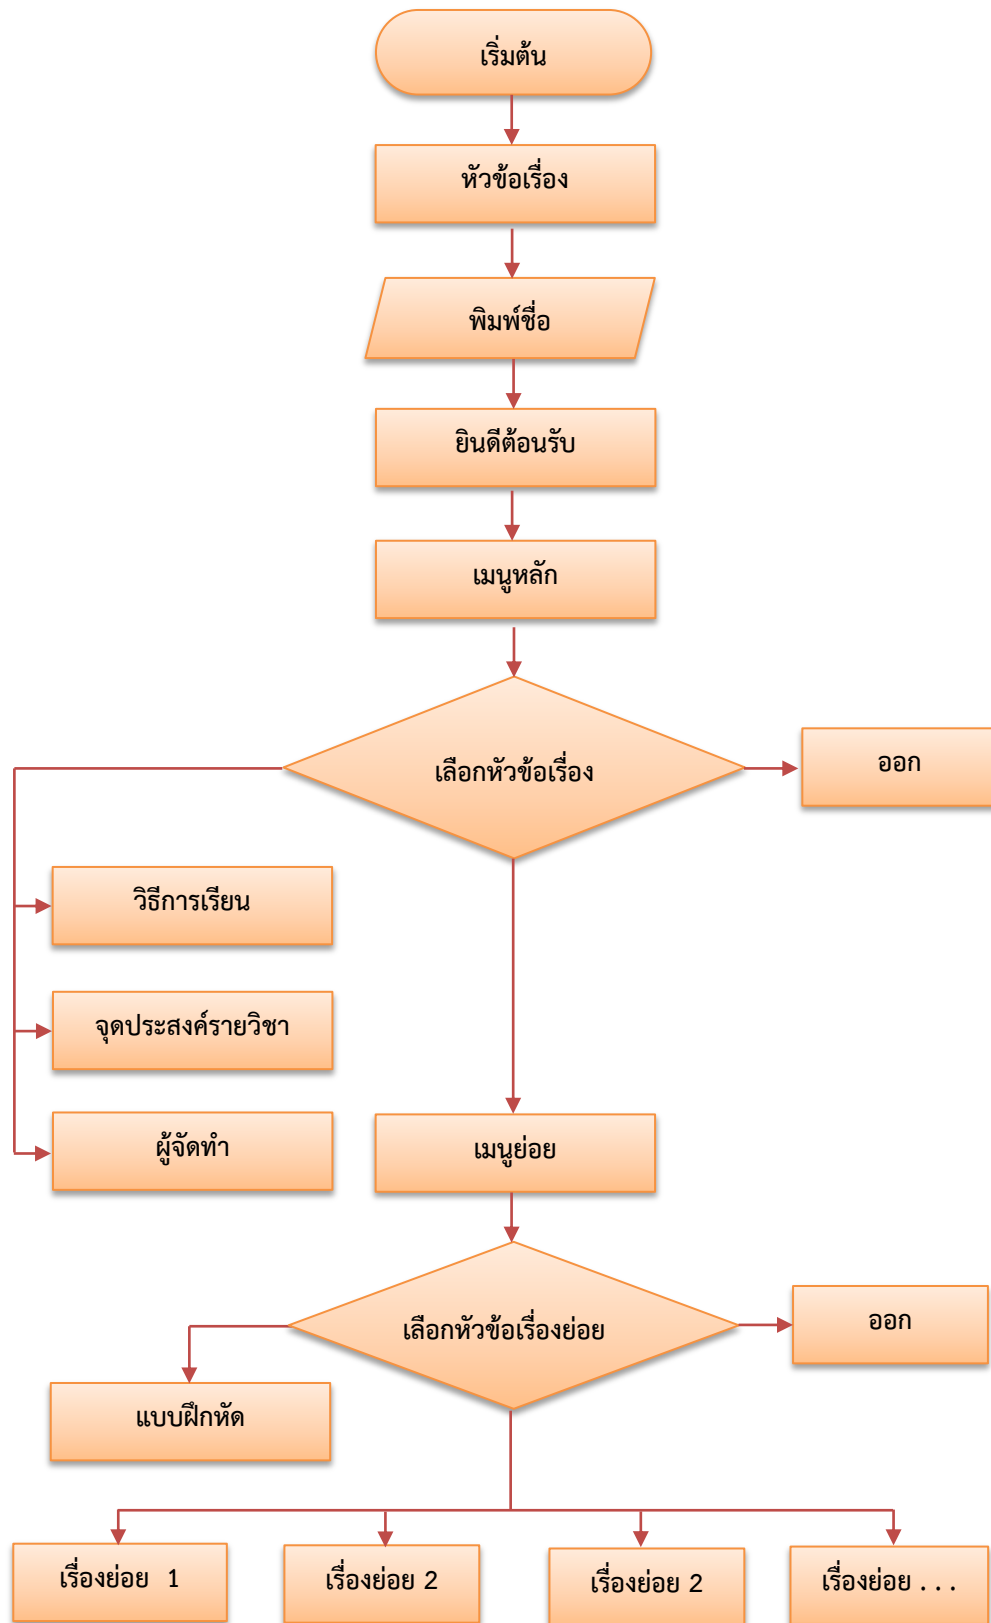 เริ่มต้น
หัวข้อเรื่อง
พิมพ์ชื่อ
ยินดีต้อนรับ
เมนูหลัก
เลือกหัวข้อเรื่อง
ออก
วิธีการเรียน
จุดประสงค์รายวิชา
ผู้จัดทำ
เมนูย่อย
เลือกหัวข้อเรื่องย่อย
ออก
แบบฝึกหัด
เรื่องย่อย 1
เรื่องย่อย 2
เรื่องย่อย 2
เรื่องย่อย . . .